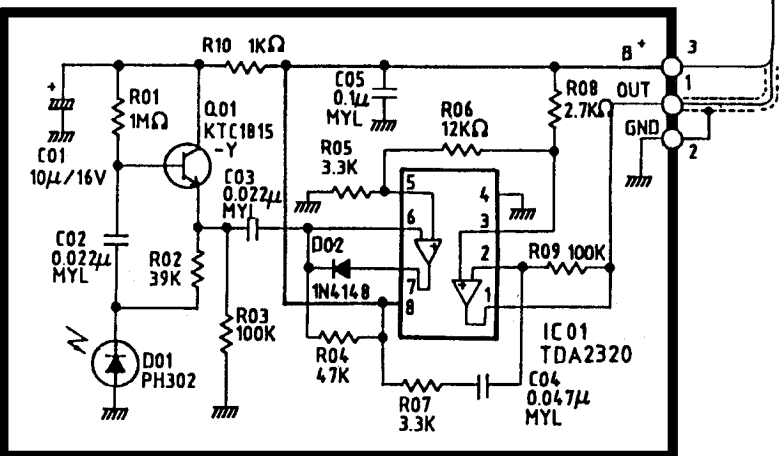 R10 1KΩ
B+
3
R01
1MΩ
Q01
KTC1815
-Y
C05
0.1µ
MYL
R08
2.7KΩ
OUT
1
+
C01
10µ/16V
R06
12KΩ
GND
2
R05
3.3K
5
4
C03
0.022µ
MYL
6
3
C02
0.022µ
MYL
R02
39K
D02
1N4148
+
7
8
2
+
1
R09 100K
R03
100K
IC01
TDA2320
D01
PH302
R04
47K
R07
3.3K
C04
0.047µ
MYL